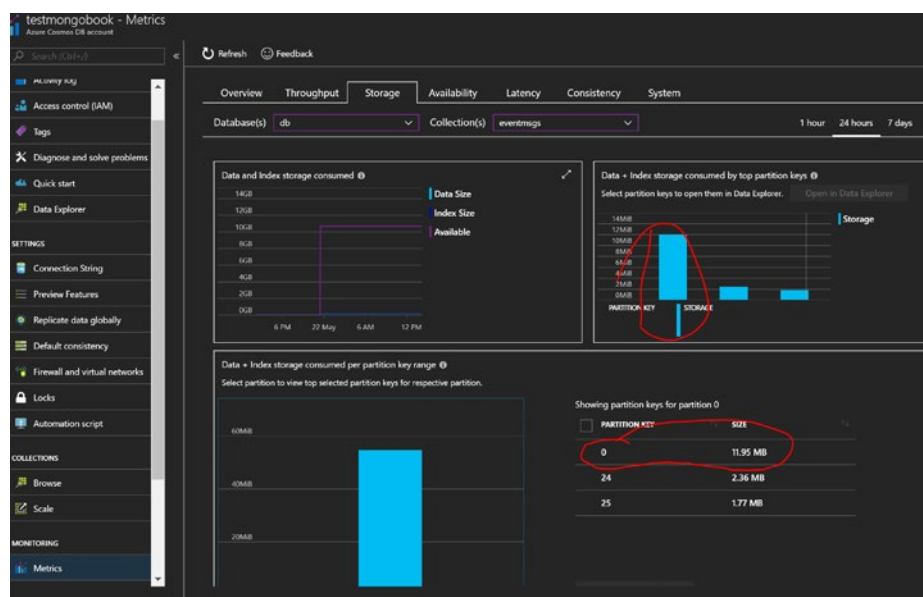 testmongobook - Metrics
Azure Cosmos DB account
Search (Ctrl+/)
«
Refresh
Feedback
Activity log
Access control (IAM)
Tags
Diagnose and solve problems
Quick start
Data Explorer
SETTINGS
Connection String
Preview Features
Replicate data globally
Default consistency
Firewall and virtual networks
Locks
Automation script
COLLECTIONS
Browse
Scale
MONITORING
Metrics
Overview Throughput Storage Availability Latency Consistency System
Database(s) db Collection(s) eventmsgs 1 hour 24 hours 7 days
Data and Index storage consumed
14GB
12GB
10GB
8GB
6GB
4GB
2GB
0GB
6 PM 22 May 6 AM 12 PM
Data Size
Index Size
Available
Data + Index storage consumed by top partition keys
Select partition keys to open them in Data Explorer. Open in Data Explorer
14MiB
12MiB
10MiB
8MiB
6MiB
4MiB
2MiB
0MiB
PARTITION KEY STORAGE
Storage
Data + Index storage consumed per partition key range
Select partition to view top selected partition keys for respective partition.
60MiB
40MiB
20MiB
Showing partition keys for partition 0
PARTITION KEY SIZE
0 11.95 MB
24 2.36 MB
25 1.77 MB